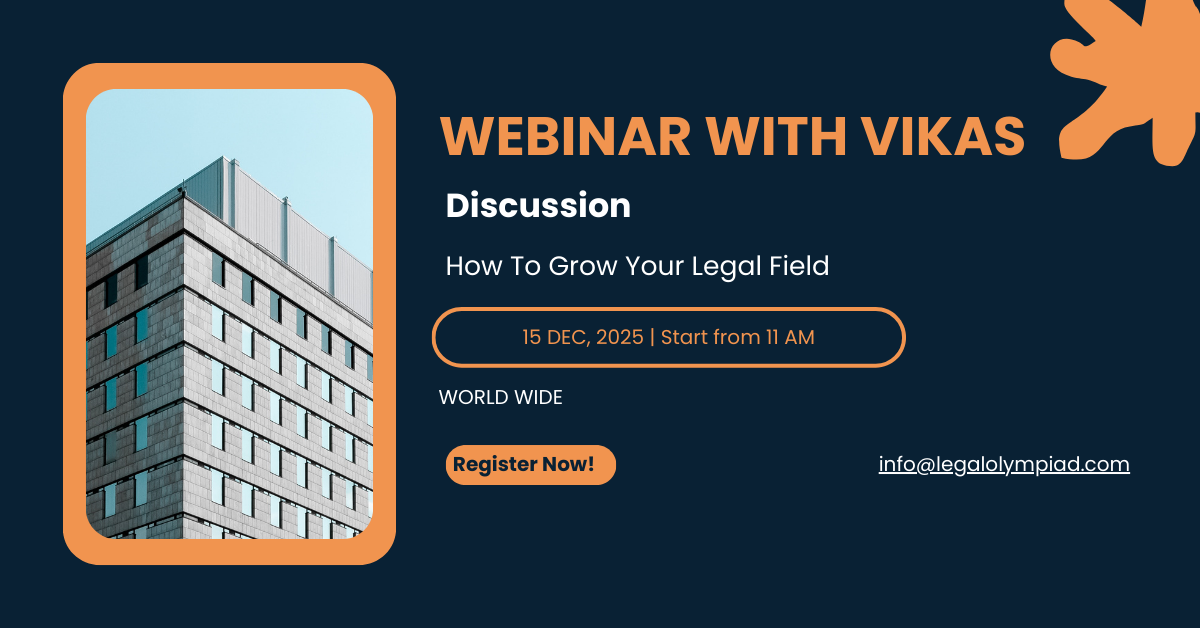 WEBINAR WITH VIKAS
Discussion
How To Grow Your Legal Field
15 DEC, 2025 | Start from 11 AM
WORLD WIDE
Register Now!
info@legalolympiad.com